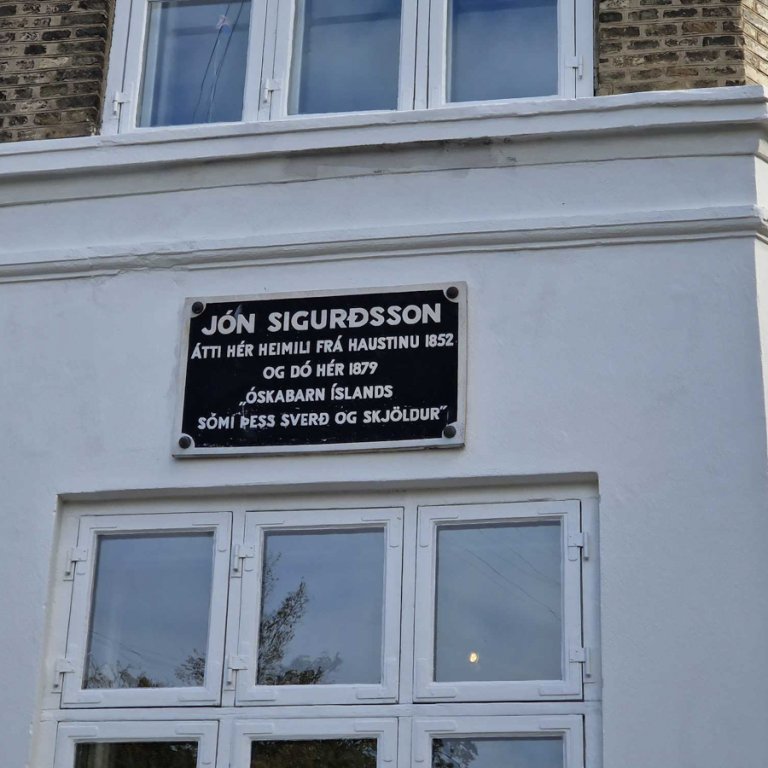 JÓN SIGURÐSSON
ÁTTI HÉR HEIMILI FRÁ HAUSTINU 1852
OG DÓ HÉR 1879
„ÓSKABARN ÍSLANDS
SÓMI ÞESS SVERÐ OG SKJÖLDUR”